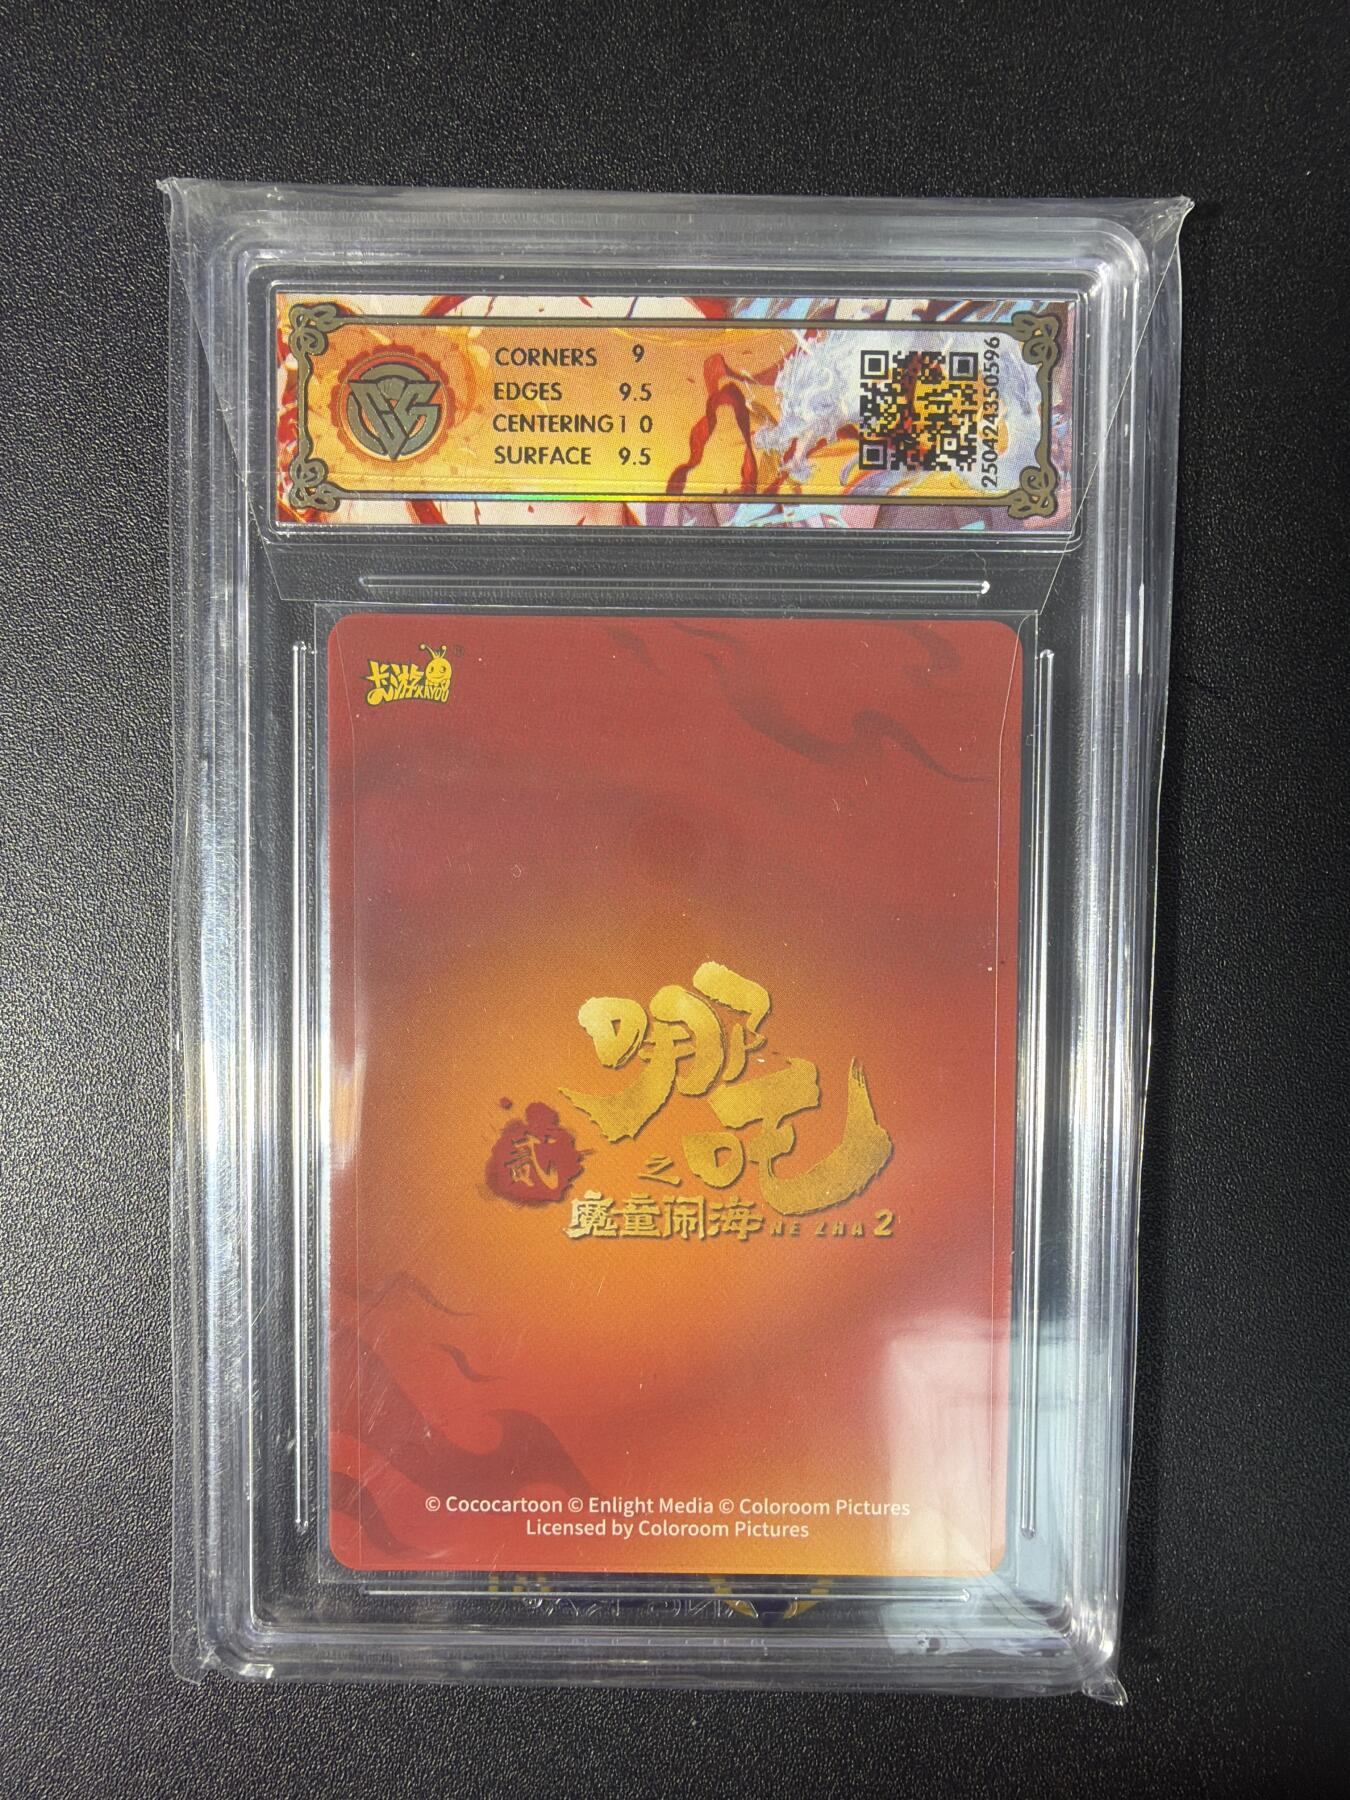 CORNERS 9
EDGES 9.5
CENTERING 10
SURFACE 9.5
250424350596
卡游 KAYOU
哪吒
之
贰
魔童闹海 NE ZHA 2
© Cococartoon © Enlight Media © Coloroom Pictures
Licensed by Coloroom Pictures